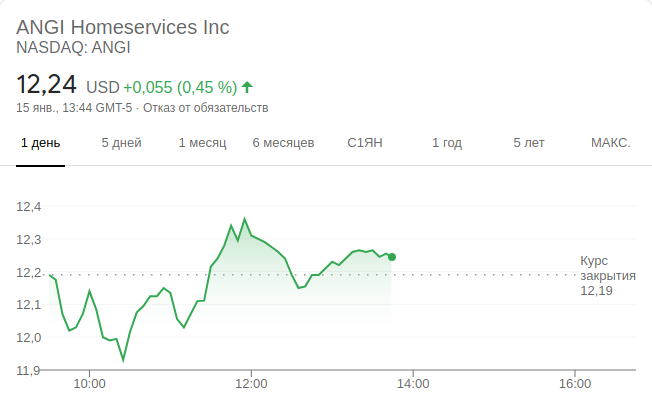 ANGI Homeservices Inc
NASDAQ: ANGI
12,24 USD +0,055 (0,45 %)
15 янв., 13:44 GMT-5 · Отказ от обязательств
1 день 5 дней 1 месяц 6 месяцев С1ЯН 1 год 5 лет МАКС.
12,4
12,3
12,2
12,1
12,0
11,9
Курс
закрытия
12,19
10:00 12:00 14:00 16:00